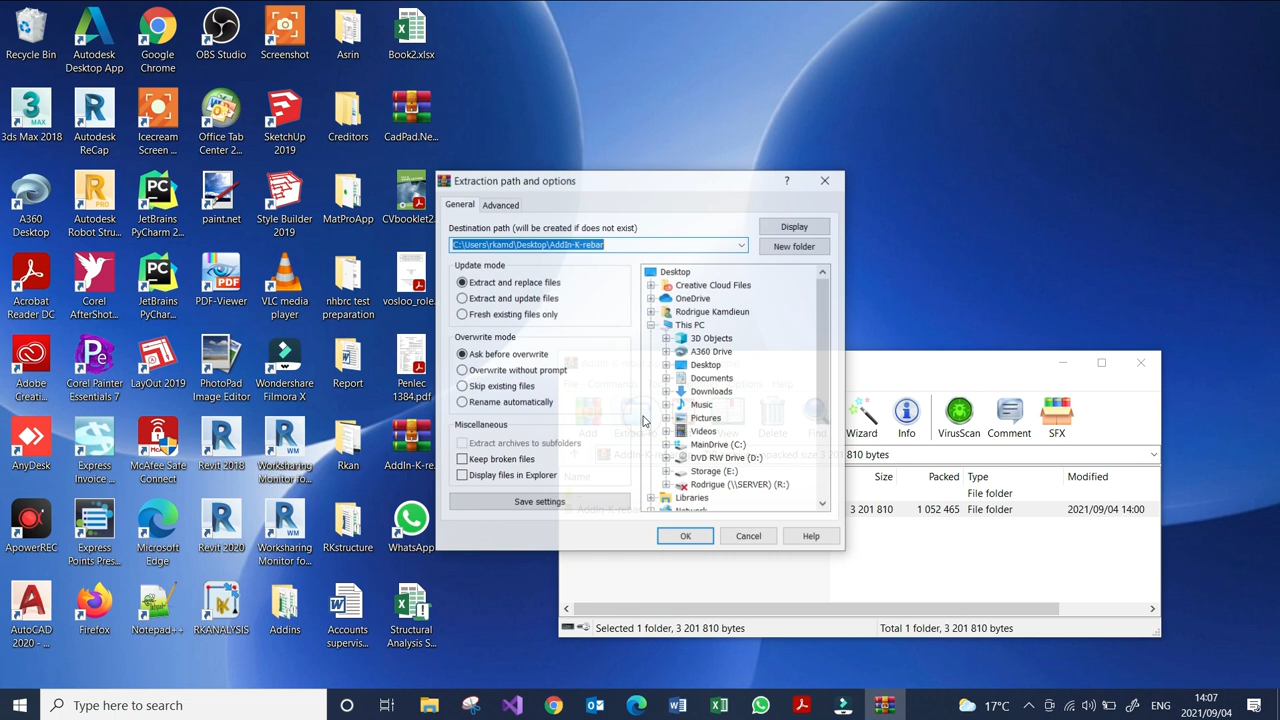 Recycle Bin
Autodesk Desktop App
Google Chrome
OBS Studio
Screenshot
Asrin
Book2.xlsx
3ds Max 2018
Autodesk ReCap
Icecream Screen ...
Office Tab Center 2...
SketchUp 2019
Creditors
CadPad.Ne...
A360 Desktop
Autodesk Robot Stru...
JetBrains PyCharm 2...
paint.net
Style Builder 2019
MatProApp
CVbooklet2...
Acrobat Reader DC
Corel AfterShot...
JetBrains PyChar...
PDF-Viewer
VLC media player
nhbrc test preparation
vosloo_role...
Adobe Creati...
Corel Painter Essentials 7
LayOut 2019
PhotoPad Image Editor
Wondershare Filmora X
Report
Penlec 1384.pdf
AnyDesk
Express Invoice ...
McAfee Safe Connect
Revit 2018
Worksharing Monitor fo...
Rkan
AddIn-K-re...
ApowerREC
Express Points Pres...
Microsoft Edge
Revit 2020
Worksharing Monitor fo...
RKstructure
WhatsApp
AutoCAD 2020 - ...
Firefox
Notepad++
RKANALYSIS
Addins
Accounts supervis...
Structural Analysis S...
Extraction path and options
?
General
Advanced
Destination path (will be created if does not exist)
C:\Users\rkamd\Desktop\AddIn-K-rebar
Display
New folder
Update mode
Extract and replace files
Extract and update files
Fresh existing files only
Overwrite mode
Ask before overwrite
Overwrite without prompt
Skip existing files
Rename automatically
Miscellaneous
Extract archives to subfolders
Keep broken files
Display files in Explorer
Save settings
Desktop
Creative Cloud Files
OneDrive
Rodrigue Kamdieun
This PC
3D Objects
A360 Drive
Desktop
Documents
Downloads
Music
Pictures
Videos
MainDrive (C:)
DVD RW Drive (D:)
Storage (E:)
Rodrigue (\\SERVER) (R:)
Libraries
Network
OK
Cancel
Help
Add
Delete
Find
Wizard
Info
VirusScan
Comment
SFX
bytes
Name
Size
Packed
Type
Modified
File folder
3 201 810
1 052 465
File folder
2021/09/04 14:00
Selected 1 folder, 3 201 810 bytes
Total 1 folder, 3 201 810 bytes
Type here to search
17°C
ENG
14:07
2021/09/04